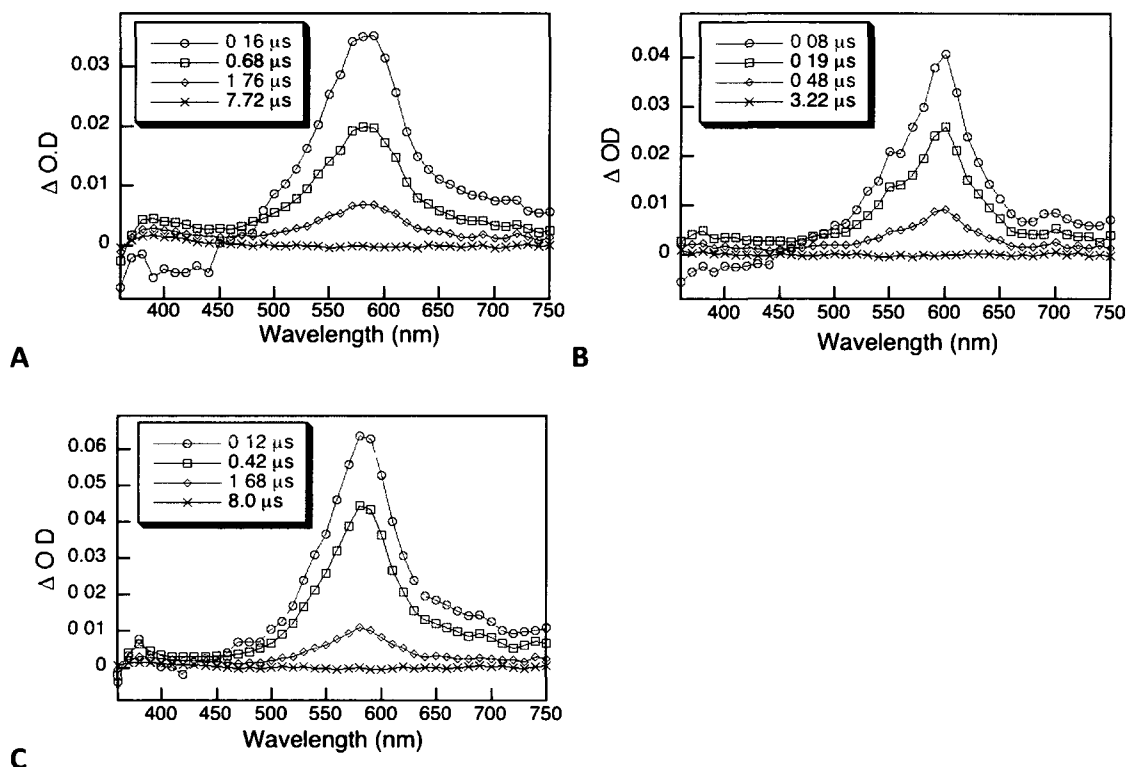 0 16 μs
0.68 μs
1 76 μs
7.72 μs
0.03
0.02
0.01
0
Δ O.D
400 450 500 550 600 650 700 750
Wavelength (nm)
A
0 08 μs
0 19 μs
0 48 μs
3.22 μs
0.04
0.03
0 02
0 01
0
Δ OD
400 450 500 550 600 650 700 750
Wavelength (nm)
B
0 12 μs
0.42 μs
1 68 μs
8.0 μs
0.06
0.05
0.04
0.03
0 02
0 01
0
Δ O D
400 450 500 550 600 650 700 750
Wavelength (nm)
C